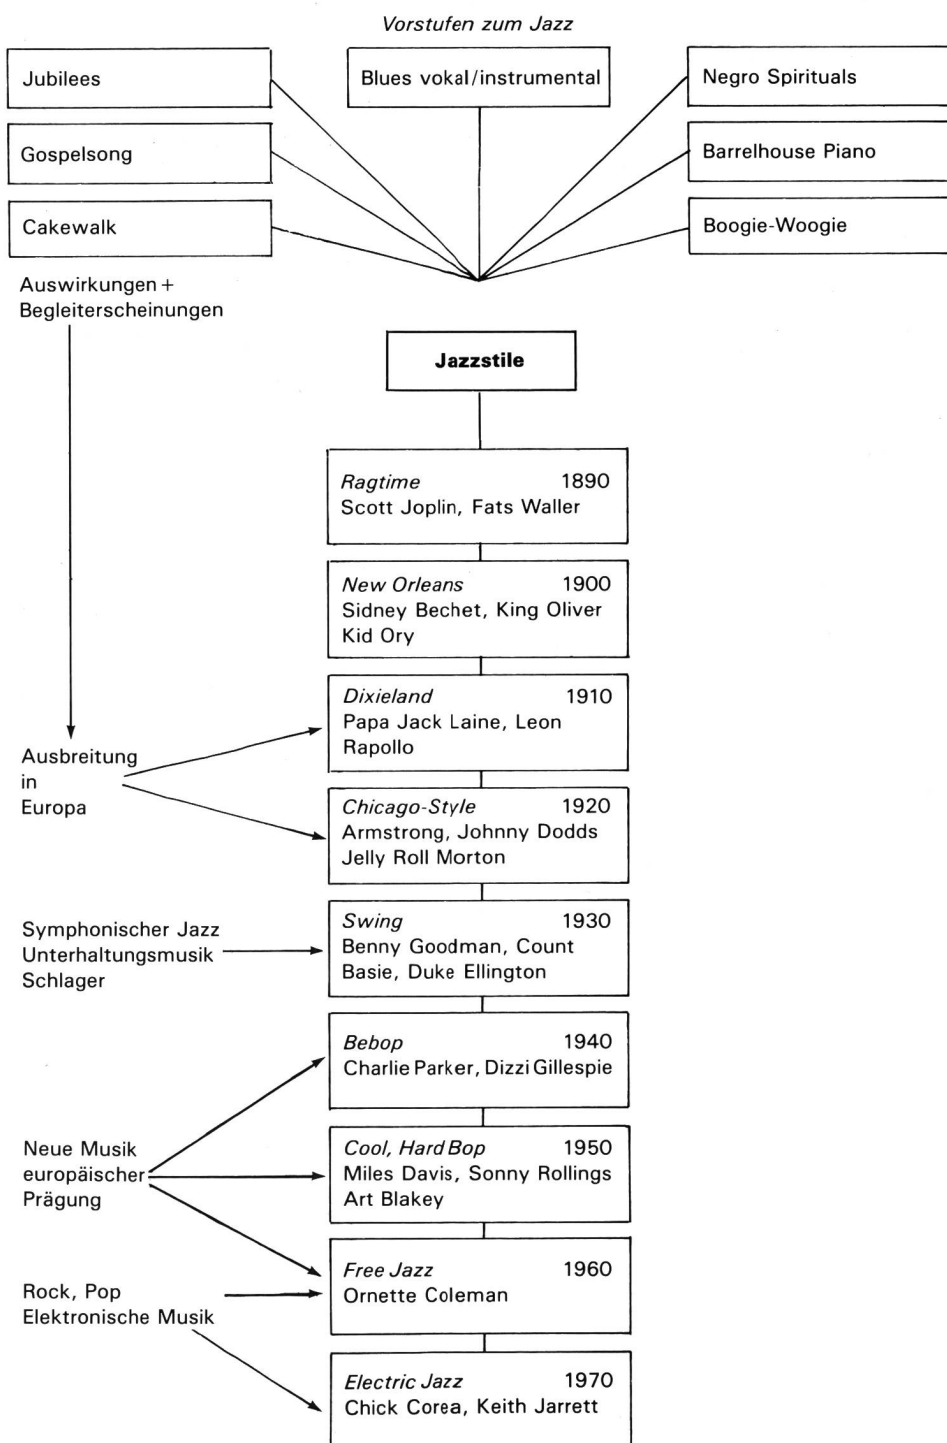 Vorstufen zum Jazz
Jubilees
Blues vokal/instrumental
Negro Spirituals
Gospelsong
Barrelhouse Piano
Cakewalk
Boogie-Woogie
Auswirkungen +
Begleiterscheinungen
Jazzstile
Ragtime 1890
Scott Joplin, Fats Waller
New Orleans 1900
Sidney Bechet, King Oliver
Kid Ory
Dixieland 1910
Papa Jack Laine, Leon
Rapollo
Ausbreitung
in
Europa
Chicago-Style 1920
Armstrong, Johnny Dodds
Jelly Roll Morton
Symphonischer Jazz
Unterhaltungsmusik
Schlager
Swing 1930
Benny Goodman, Count
Basie, Duke Ellington
Bebop 1940
Charlie Parker, Dizzi Gillespie
Neue Musik
europäischer
Prägung
Cool, Hard Bop 1950
Miles Davis, Sonny Rollings
Art Blakey
Free Jazz 1960
Ornette Coleman
Rock, Pop
Elektronische Musik
Electric Jazz 1970
Chick Corea, Keith Jarrett